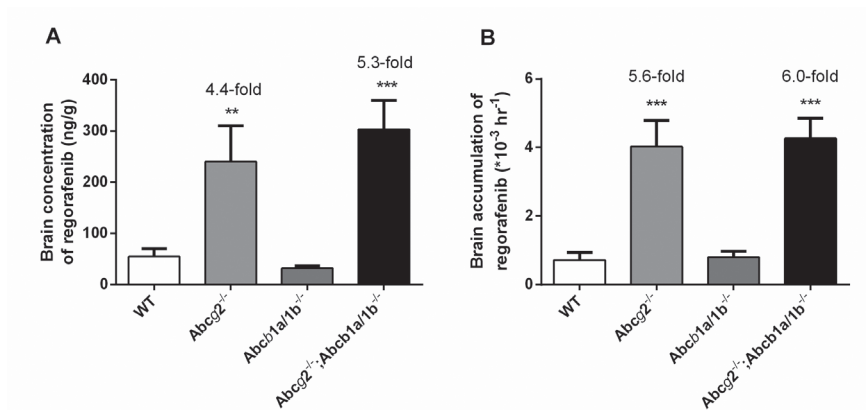 A
Brain concentration
of regorafenib (ng/g)
400
300
200
100
0
4.4-fold
**
5.3-fold
***
WT
Abcg2-/-
Abcb1a/1b-/-
Abcg2-/-;Abcb1a/1b-/-
B
Brain accumulation of
regorafenib (*10-3 hr-1)
6
4
2
0
5.6-fold
***
6.0-fold
***
WT
Abcg2-/-
Abcb1a/1b-/-
Abcg2-/-;Abcb1a/1b-/-